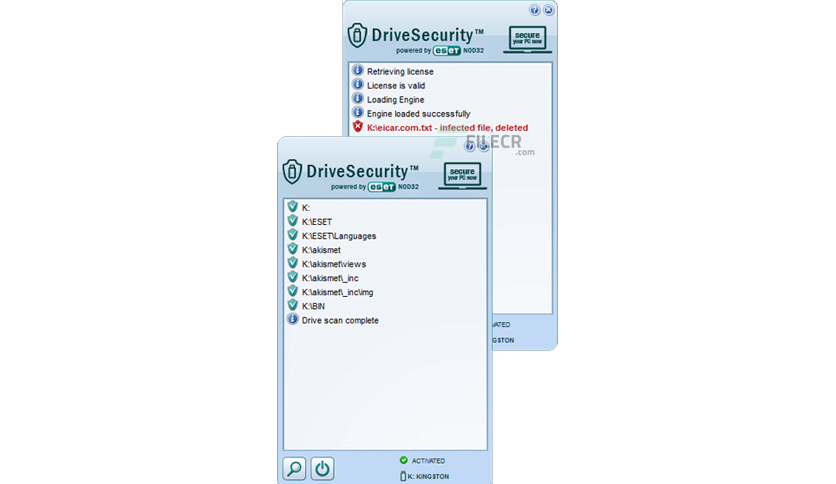 DriveSecurity™
powered by eseT NOD32
secure
your PC now
Retrieving license
License is valid
Loading Engine
Engine loaded successfully
K:\eicar.com.txt - infected file, deleted
FILECR
.com
VATED
GSTON
DriveSecurity™
powered by eseT NOD32
secure
your PC now
K:
K:\ESET
K:\ESET\Languages
K:\akismet
K:\akismet\views
K:\akismet\_inc
K:\akismet\_inc\img
K:\BIN
Drive scan complete
ACTIVATED
K: KINGSTON